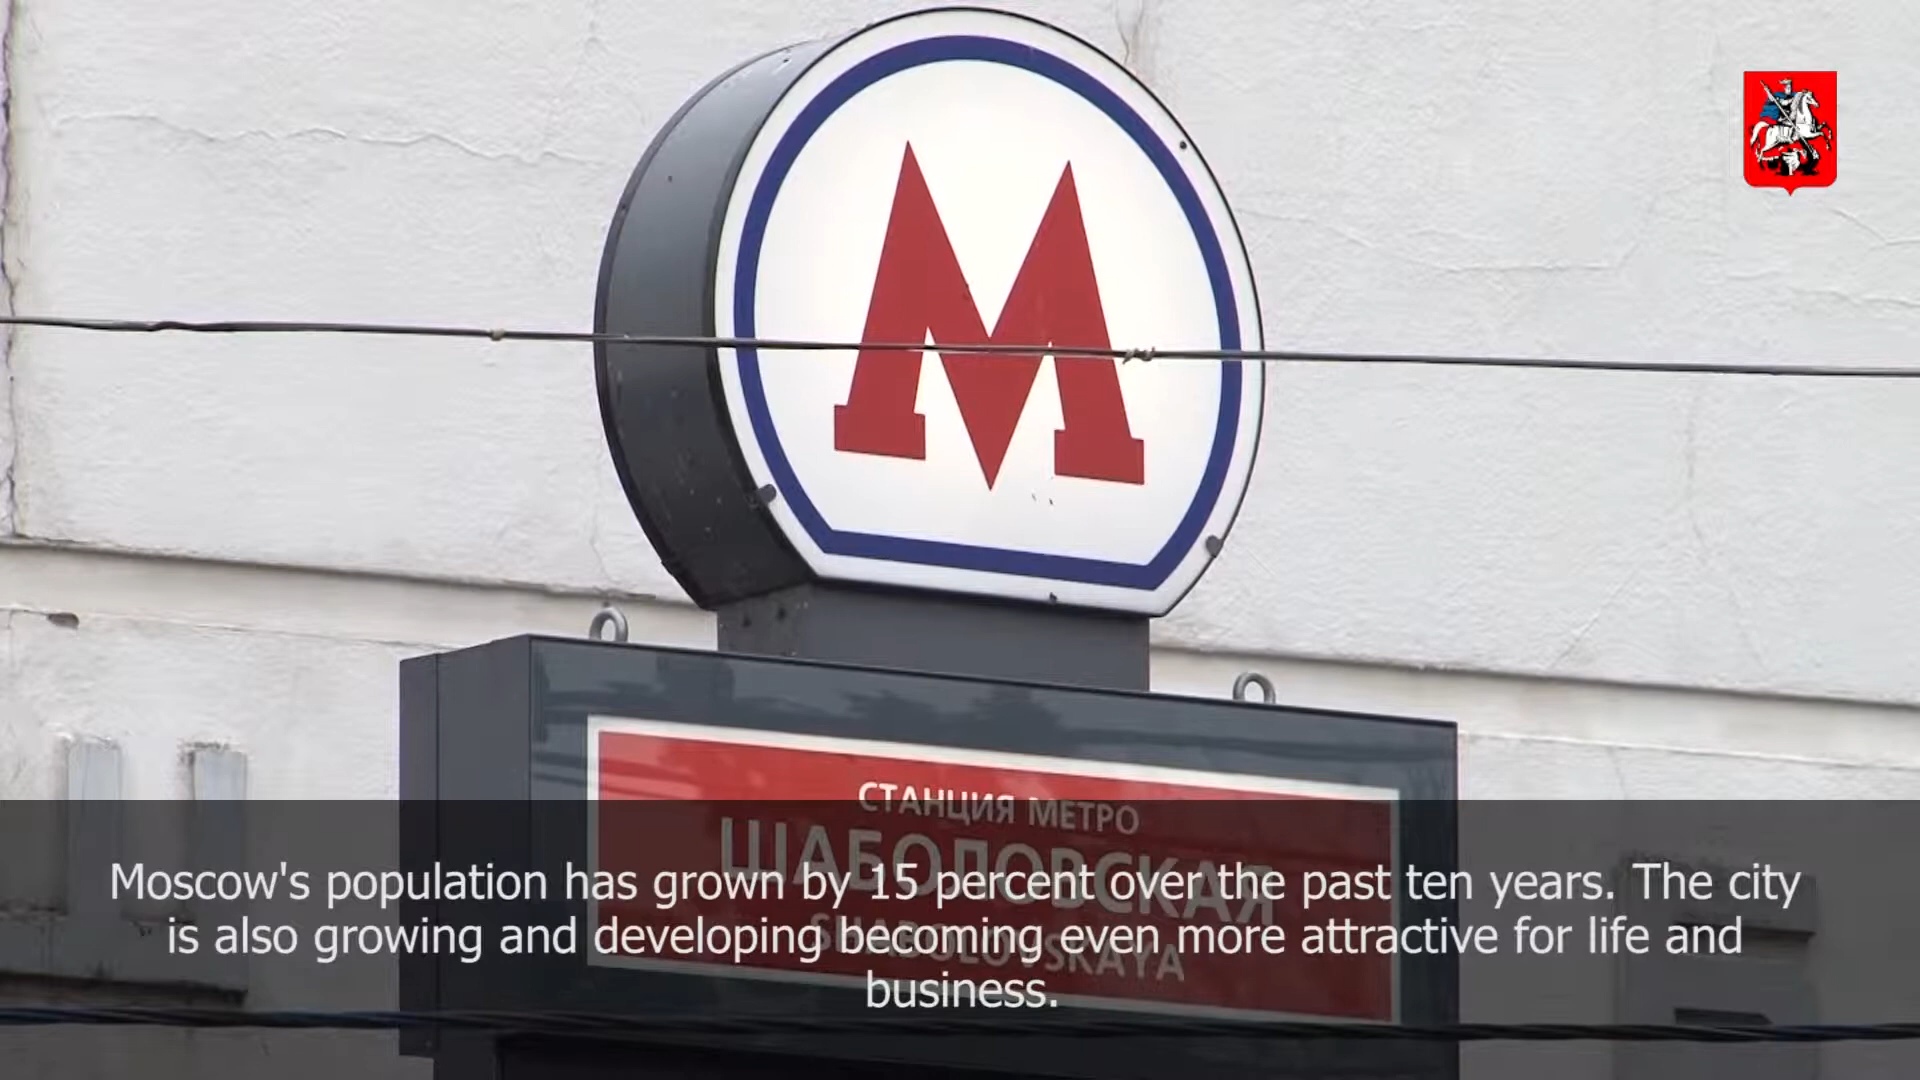 М
СТАНЦИЯ МЕТРО
ШАБОЛОВСКАЯ
SHABOLOVSKAYA
Moscow's population has grown by 15 percent over the past ten years. The city
is also growing and developing becoming even more attractive for life and
business.